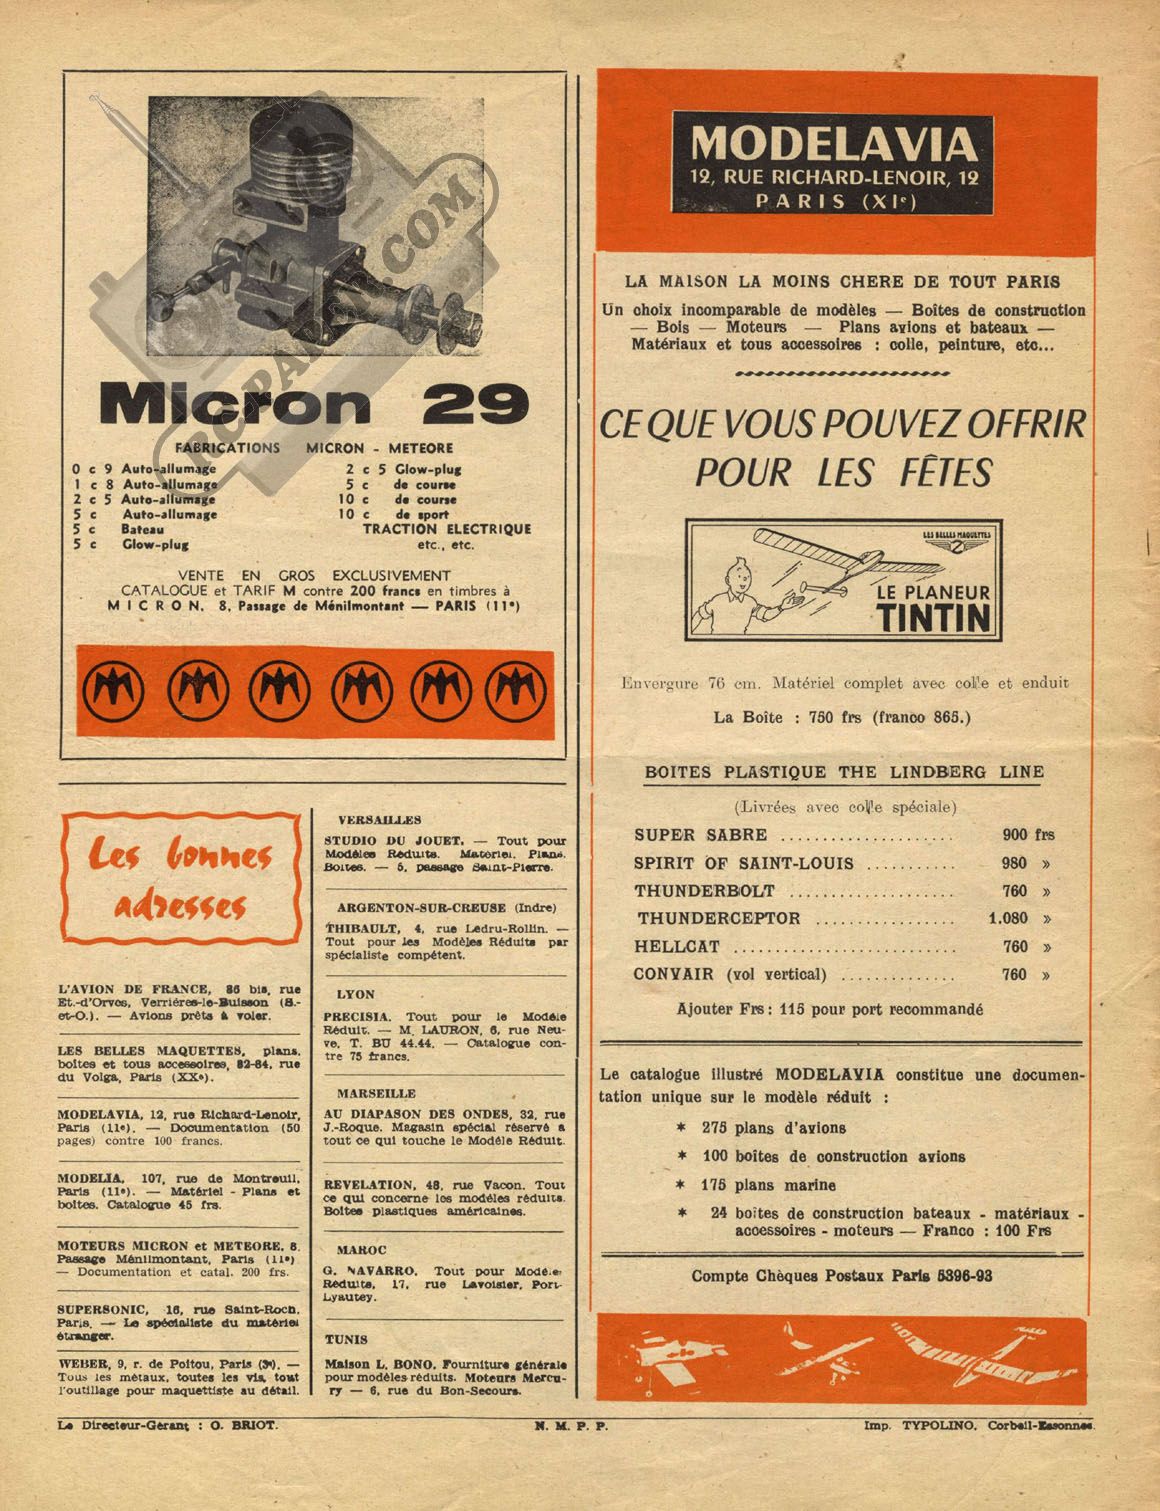 Micron 29
FABRICATIONS MICRON - METEORE
0 c 9 Auto-allumage
1 c 8 Auto-allumage
2 c 5 Auto-allumage
5 c Auto-allumage
5 c Bateau
5 c Glow-plug
2 c 5 Glow-plug
5 c de course
10 c de course
10 c de sport
TRACTION ELECTRIQUE
etc., etc.
VENTE EN GROS EXCLUSIVEMENT
CATALOGUE et TARIF M contre 200 francs en timbres à
MICRON. 8, Passage de Ménilmontant — PARIS (11e)
RCPAPER.COM
Les bonnes
adresses
L'AVION DE FRANCE, 86 bis, rue
Et.-d'Orves, Verrières-le-Buisson (S.-
et-O.). — Avions prêts à voler.
LES BELLES MAQUETTES, plans,
boîtes et tous accessoires, 82-84, rue
du Volga, Paris (XXe).
MODELAVIA, 12, rue Richard-Lenoir,
Paris (11e). — Documentation (50
pages) contre 100 francs.
MODELIA, 107, rue de Montreuil,
Paris (11e). — Matériel - Plans et
boîtes. Catalogue 45 frs.
MOTEURS MICRON et METEORE, 8,
Passage Ménilmontant, Paris (11e)
— Documentation et catal. 200 frs.
SUPERSONIC, 16, rue Saint-Roch,
Paris. — Le spécialiste du matériel
étranger.
WEBER, 9, r. de Poitou, Paris (3e). —
Tous les métaux, toutes les vis, tout
l'outillage pour maquettiste au détail.
VERSAILLES
STUDIO DU JOUET. — Tout pour
Modèles Réduits. Matériel. Plans.
Boîtes. — 5, passage Saint-Pierre.
ARGENTON-SUR-CREUSE (Indre)
THIBAULT, 4, rue Ledru-Rollin. —
Tout pour les Modèles Réduits par
spécialiste compétent.
LYON
PRECISIA. Tout pour le Modèle
Réduit. — M. LAURON, 6, rue Neu-
ve, T. BU 44.44. — Catalogue con-
tre 75 francs.
MARSEILLE
AU DIAPASON DES ONDES, 32, rue
J.-Roque. Magasin spécial réservé à
tout ce qui touche le Modèle Réduit.
REVELATION, 48, rue Vacon. Tout
ce qui concerne les modèles réduits.
Boîtes plastiques américaines.
MAROC
G. NAVARRO. Tout pour Modèles
Réduits, 17, rue Lavoisier, Port-
Lyautey.
TUNIS
Maison L. BONO. Fourniture générale
pour modèles réduits. Moteurs Mercu-
ry — 6, rue du Bon-Secours.
MODELAVIA
12, RUE RICHARD-LENOIR, 12
PARIS (XIe)
LA MAISON LA MOINS CHERE DE TOUT PARIS
Un choix incomparable de modèles — Boîtes de construction
— Bois — Moteurs — Plans avions et bateaux —
Matériaux et tous accessoires : colle, peinture, etc...
CE QUE VOUS POUVEZ OFFRIR
POUR LES FÊTES
LES BELLES MAQUETTES
2
LE PLANEUR
TINTIN
Envergure 76 cm. Matériel complet avec colle et enduit
La Boîte : 750 frs (franco 865.)
BOITES PLASTIQUE THE LINDBERG LINE
(Livrées avec colle spéciale)
SUPER SABRE .................... 900 frs
SPIRIT OF SAINT-LOUIS ........... 980 »
THUNDERBOLT ................... 760 »
THUNDERCEPTOR ................ 1.080 »
HELLCAT ......................... 760 »
CONVAIR (vol vertical) ............. 760 »
Ajouter Frs : 115 pour port recommandé
Le catalogue illustré MODELAVIA constitue une documen-
tation unique sur le modèle réduit :
* 275 plans d'avions
* 100 boîtes de construction avions
* 175 plans marine
* 24 boîtes de construction bateaux - matériaux -
accessoires - moteurs — Franco : 100 Frs
Compte Chèques Postaux Paris 5396-93
Le Directeur-Gérant : O. BRIOT.
N. M. P. P.
Imp. TYPOLINO. Corbeil-Essonnes.